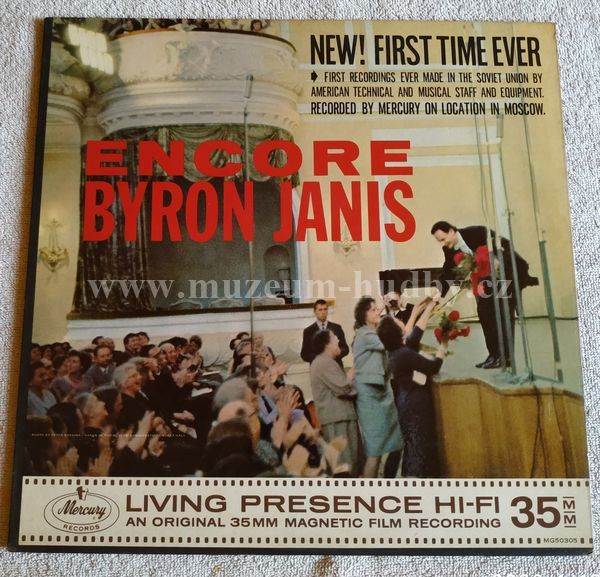 NEW! FIRST TIME EVER
FIRST RECORDINGS EVER MADE IN THE SOVIET UNION BY
AMERICAN TECHNICAL AND MUSICAL STAFF AND EQUIPMENT.
RECORDED BY MERCURY ON LOCATION IN MOSCOW.
ENCORE
BYRON JANIS
www.muzeum-hudby.cz
Mercury
RECORDS
LIVING PRESENCE HI-FI
AN ORIGINAL 35MM MAGNETIC FILM RECORDING
35MM
MG50305